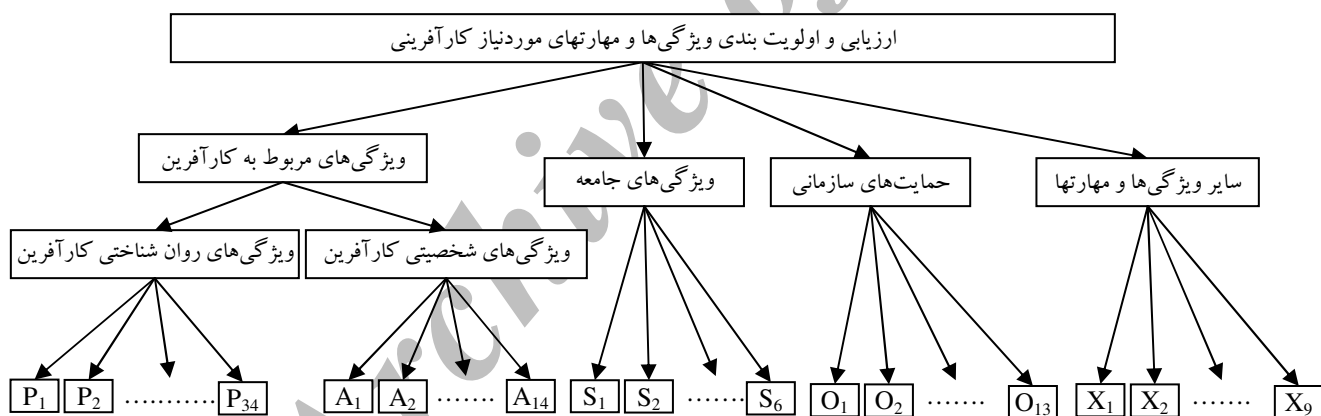 ارزیابی و اولویت بندی ویژگی‌ها و مهارتهای موردنیاز کارآفرینی
ویژگی‌های مربوط به کارآفرین
ویژگی‌های جامعه
حمایت‌های سازمانی
سایر ویژگی‌ها و مهارتها
ویژگی‌های روان شناختی کارآفرین
ویژگی‌های شخصیتی کارآفرین
P1 P2 ........... P34
A1 A2 ....... A14
S1 S2 ....... S6
O1 O2 ....... O13
X1 X2 ....... X9
Archive